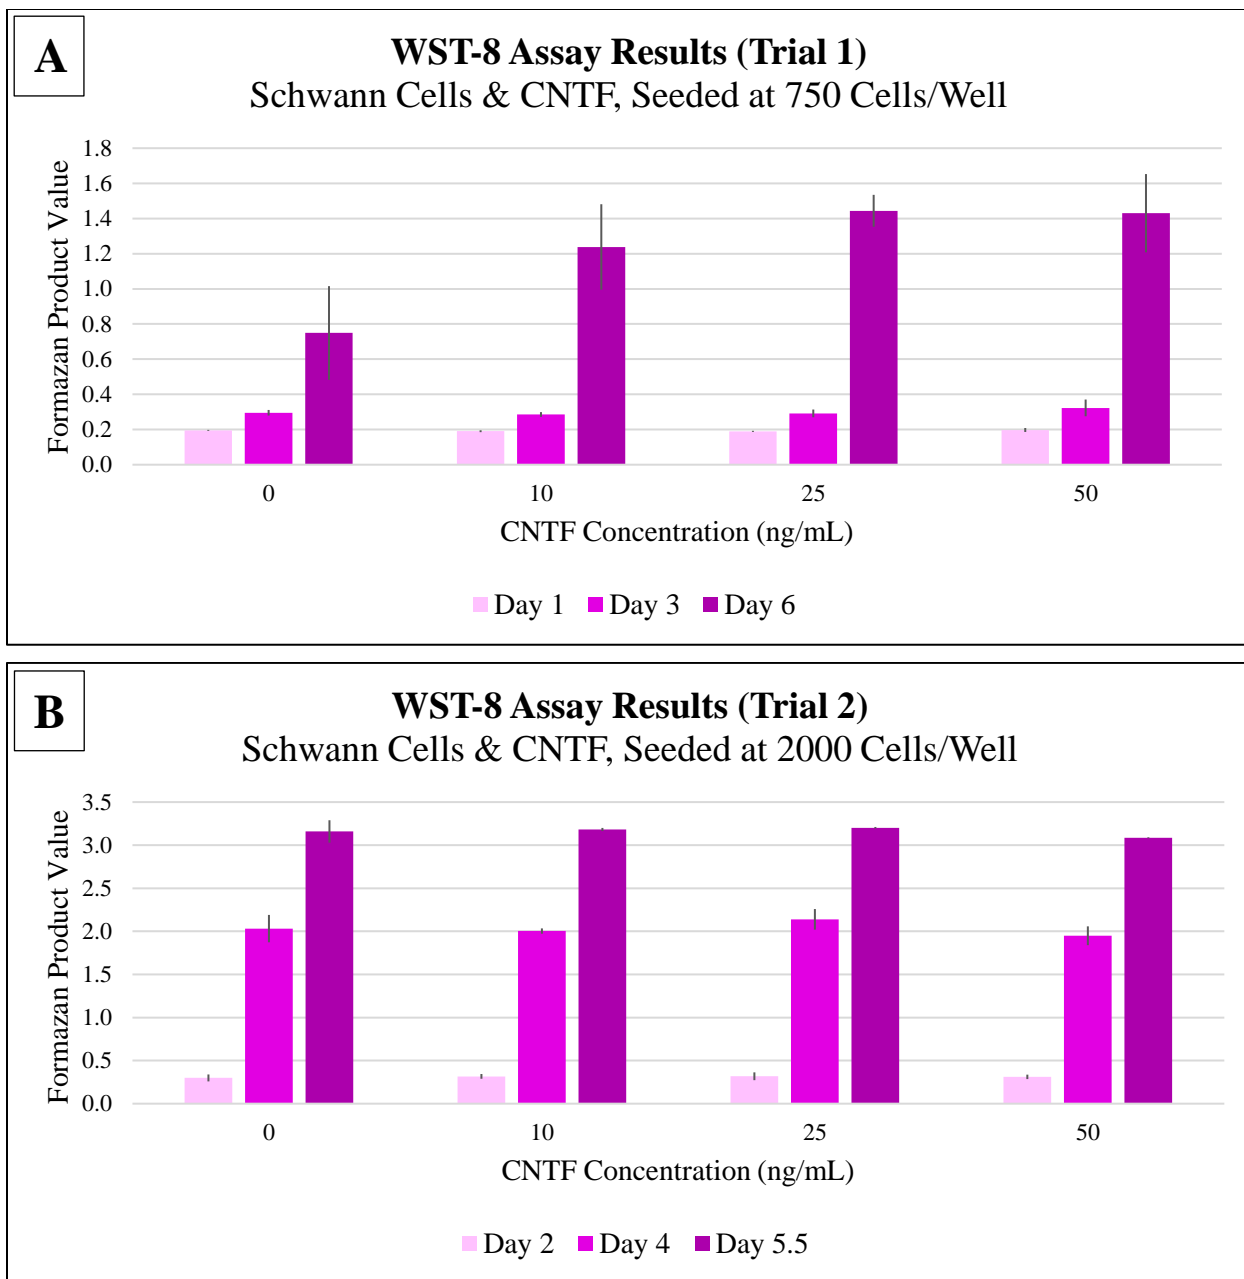 A
WST-8 Assay Results (Trial 1)
Schwann Cells & CNTF, Seeded at 750 Cells/Well
Formazan Product Value
1.8
1.6
1.4
1.2
1.0
0.8
0.6
0.4
0.2
0.0
0 10 25 50
CNTF Concentration (ng/mL)
Day 1 Day 3 Day 6
B
WST-8 Assay Results (Trial 2)
Schwann Cells & CNTF, Seeded at 2000 Cells/Well
Formazan Product Value
3.5
3.0
2.5
2.0
1.5
1.0
0.5
0.0
0 10 25 50
CNTF Concentration (ng/mL)
Day 2 Day 4 Day 5.5